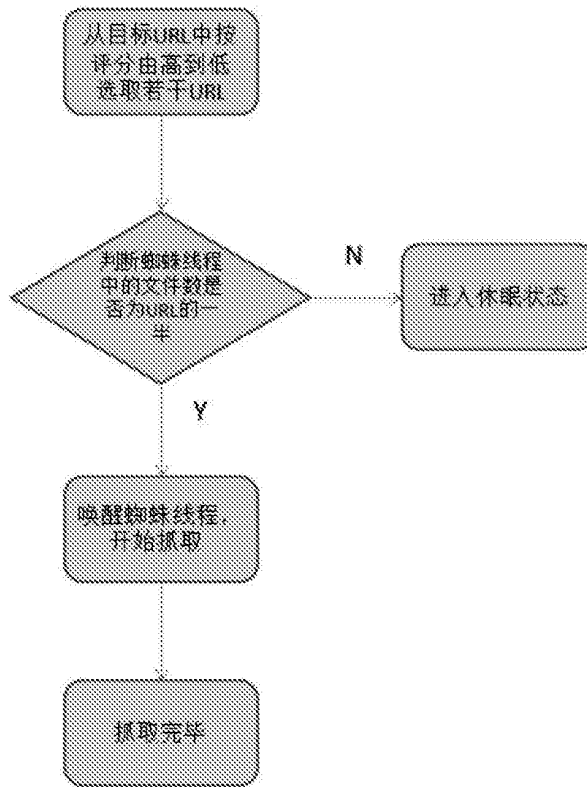 从目标URL中按
评分由高到低
选取若干URL
判断蜘蛛线程
中的文件数是
否为URL的一
半
N
进入休眠状态
Y
唤醒蜘蛛线程，
开始抓取
抓取完毕